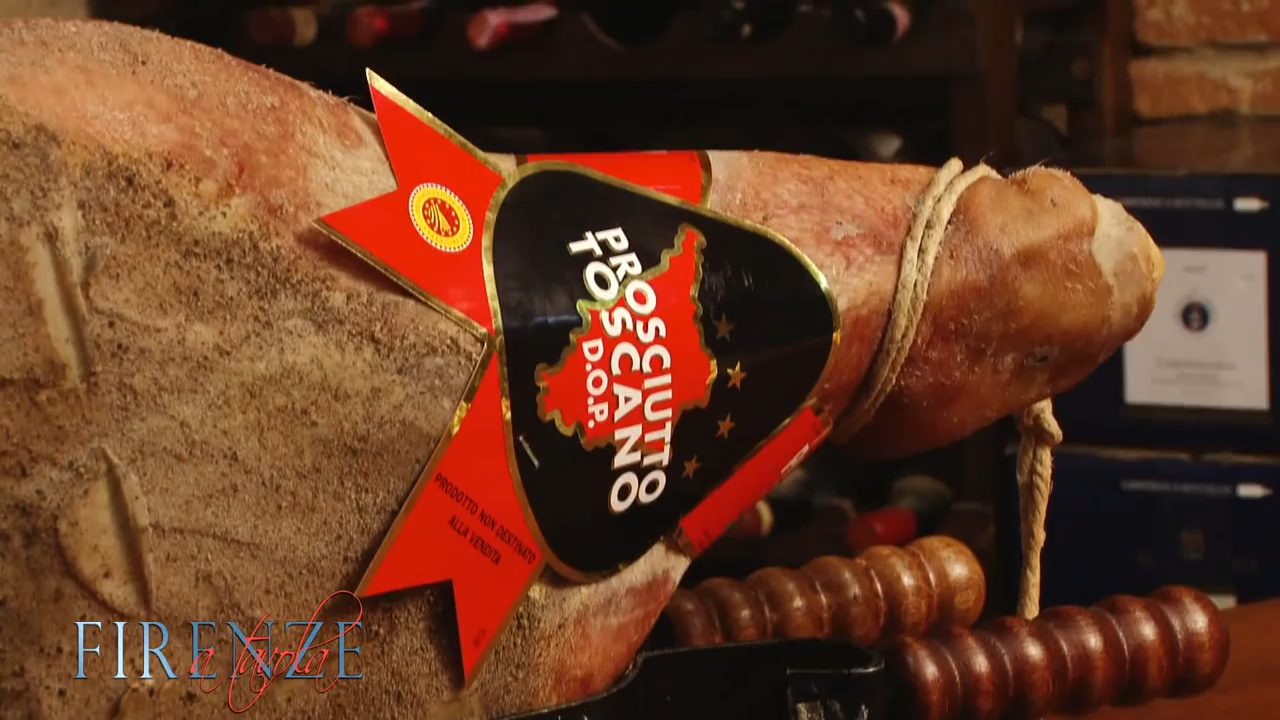 PROSCIUTTO
TOSCANO
D.O.P.
PRODOTTO NON DESTINATO
ALLA VENDITA
FIRENZE
a tavola